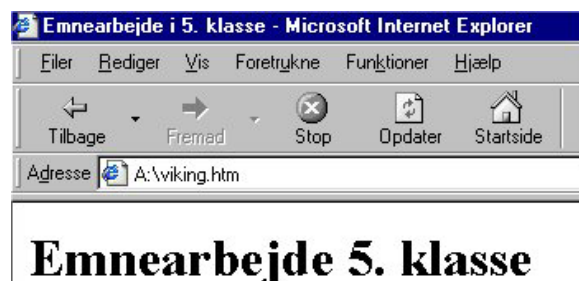 Emnearbejde i 5. klasse - Microsoft Internet Explorer
Filer Rediger Vis Foretrukne Funktioner Hjælp
Tilbage Fremad Stop Opdater Startside
Adresse A:\viking.htm
Emnearbejde 5. klasse